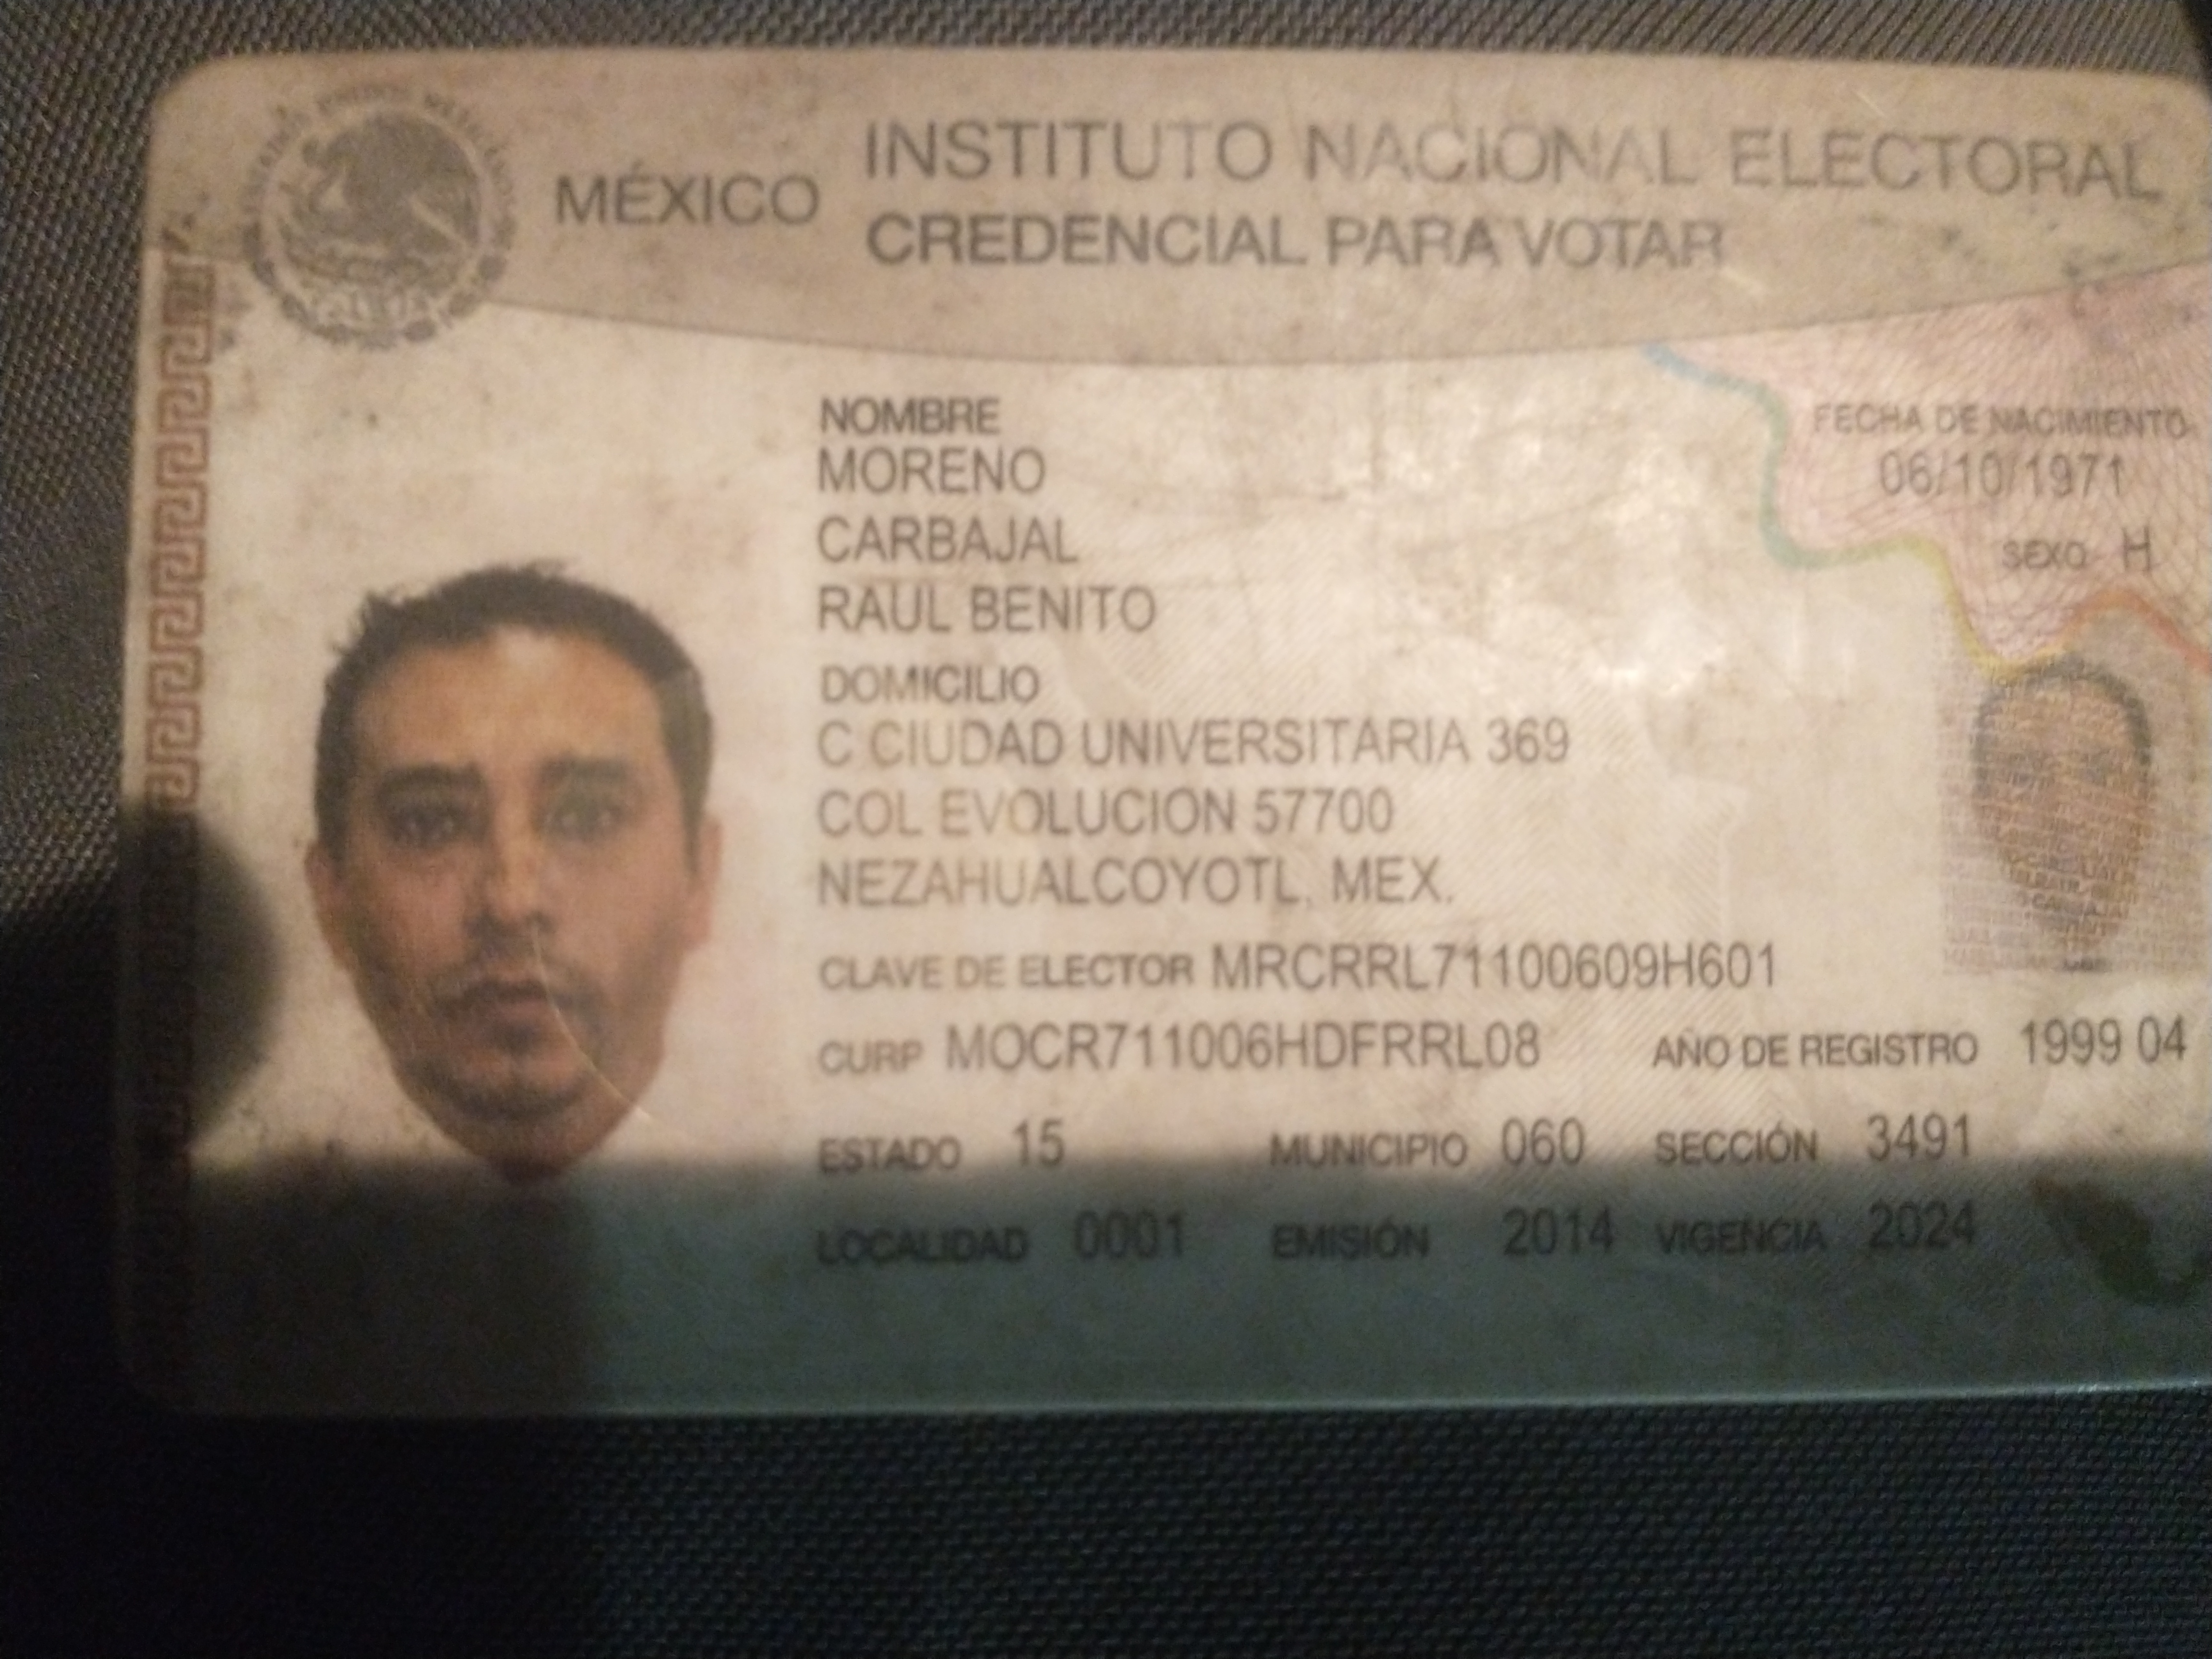 MÉXICO
INSTITUTO NACIONAL ELECTORAL
CREDENCIAL PARA VOTAR
NOMBRE
MORENO
CARBAJAL
RAUL BENITO
FECHA DE NACIMIENTO
06/10/1971
SEXO H
DOMICILIO
C CIUDAD UNIVERSITARIA 369
COL EVOLUCION 57700
NEZAHUALCOYOTL, MEX.
CLAVE DE ELECTOR MRCRRL71100609H601
CURP MOCR711006HDFRRL08 AÑO DE REGISTRO 1999 04
ESTADO 15 MUNICIPIO 060 SECCIÓN 3491
LOCALIDAD 0001 EMISIÓN 2014 VIGENCIA 2024